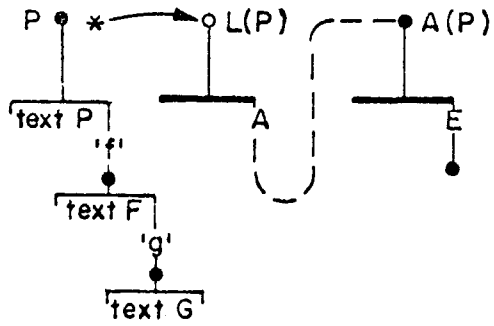 P * L(P) A(P)
text P A E
'f'
text F
'g'
text G